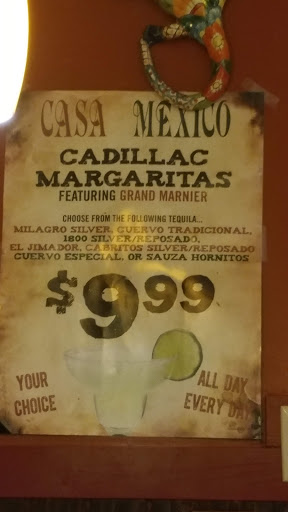 CASA MEXICO
CADILLAC
MARGARITAS
FEATURING GRAND MARNIER
CHOOSE FROM THE FOLLOWING TEQUILA...
MILAGRO SILVER, CUERVO TRADICIONAL,
1800 SILVER/REPOSADO,
EL JIMADOR, CABRITOS SILVER/REPOSADO
CUERVO ESPECIAL, OR SAUZA HORNITOS
$9.99
YOUR
CHOICE
ALL DAY
EVERY DAY